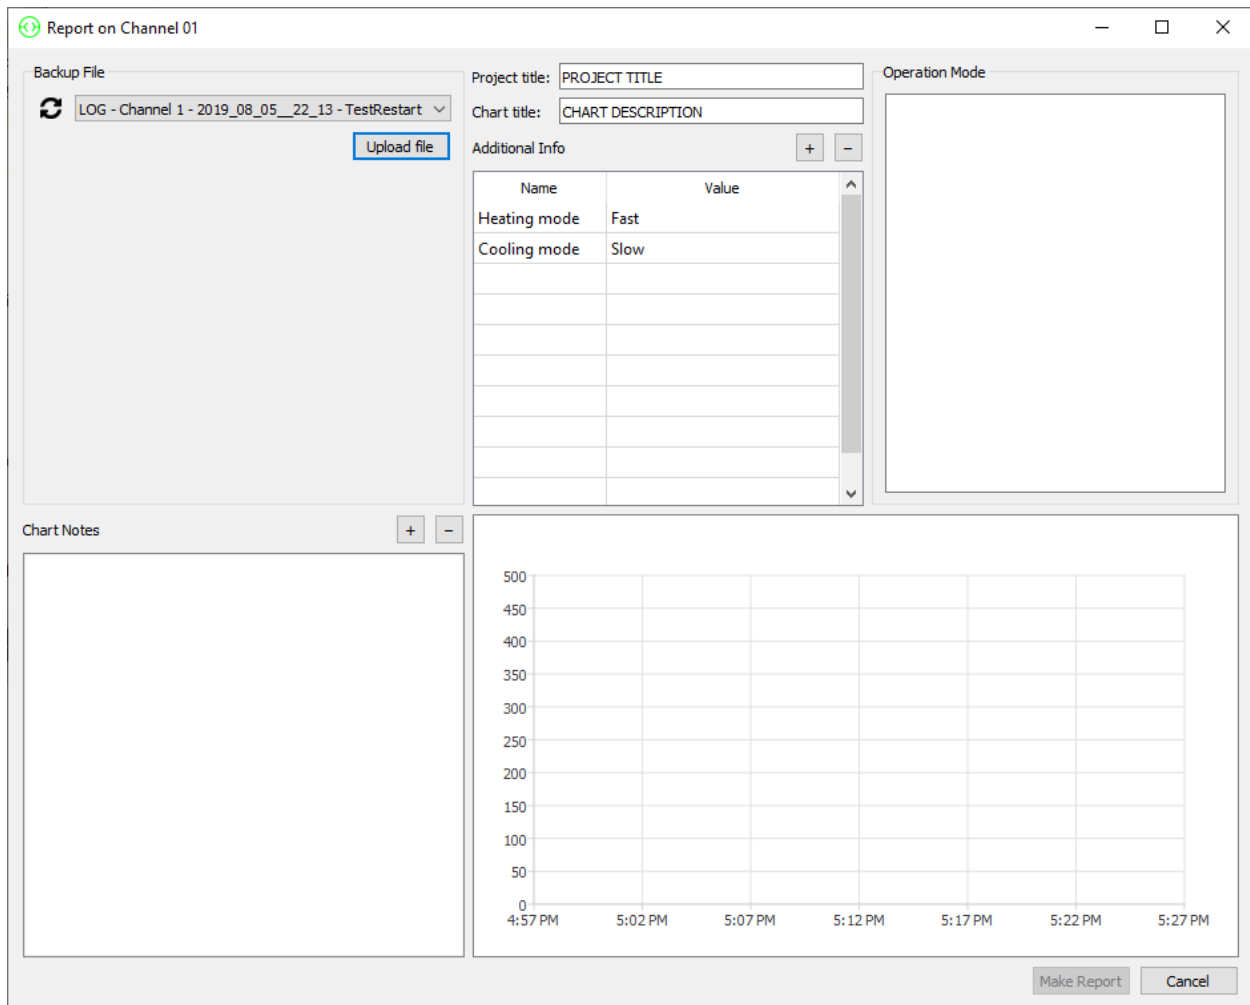 Report on Channel 01
Backup File
LOG - Channel 1 - 2019_08_05__22_13 - TestRestart
Upload file
Project title: PROJECT TITLE
Chart title: CHART DESCRIPTION
Additional Info + -
Name Value
Heating mode Fast
Cooling mode Slow
Operation Mode
Chart Notes + -
500
450
400
350
300
250
200
150
100
50
0
4:57 PM 5:02 PM 5:07 PM 5:12 PM 5:17 PM 5:22 PM 5:27 PM
Make Report Cancel